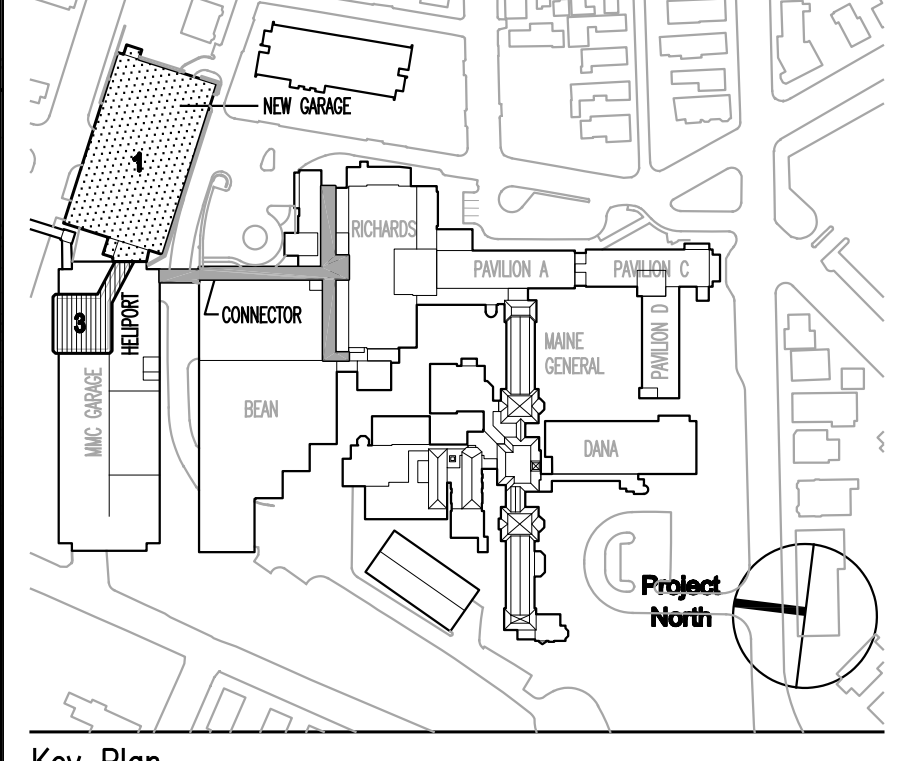 NEW GARAGE
1
RICHARDS
PAVILION A
PAVILION C
CONNECTOR
3
HELIPORT
MAINE
GENERAL
PAVILION D
MMC GARAGE
BEAN
DANA
Project
North
Key Plan